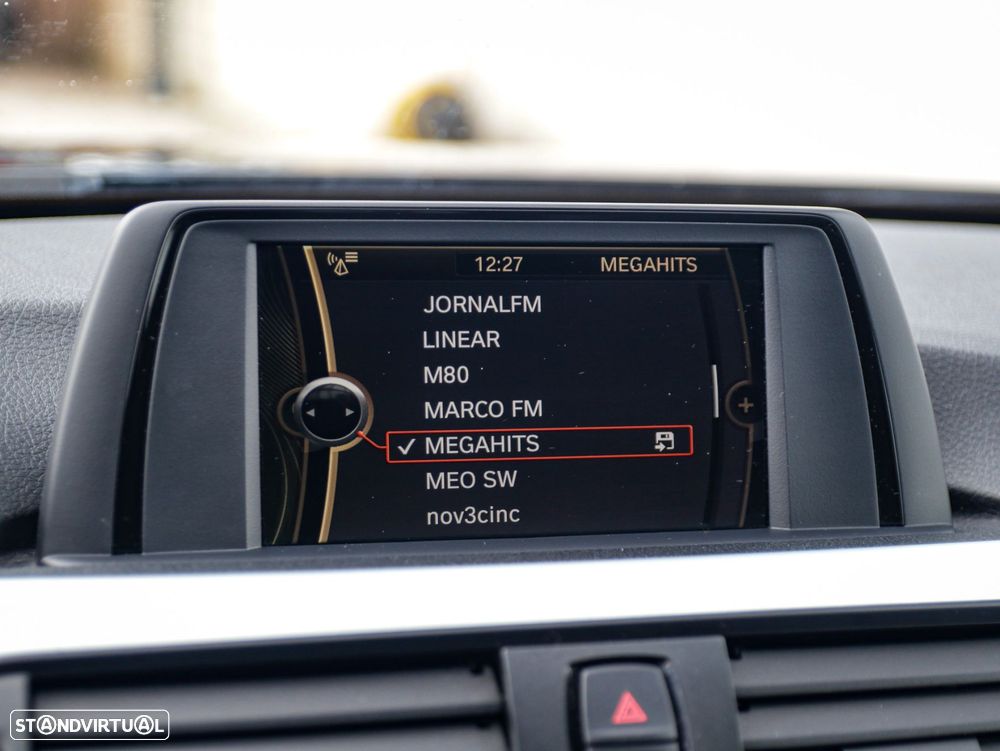 12:27 MEGAHITS
JORNALFM
LINEAR
M80
MARCO FM
✓ MEGAHITS
MEO SW
nov3cinc
STANDVIRTUAL